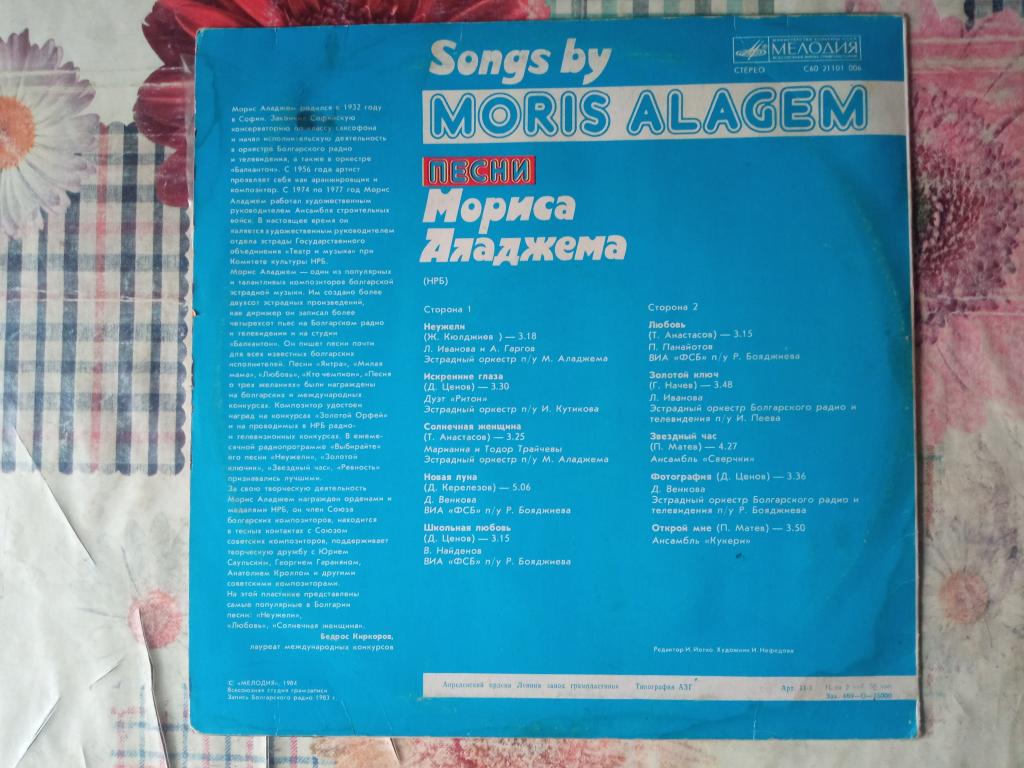 Songs by
MORIS ALAGEM
МИНИСТЕРСТВО КУЛЬТУРЫ СССР
МЕЛОДИЯ
ВСЕСОЮЗНАЯ ФИРМА ГРАМПЛАСТИНОК
СТЕРЕО С60 21101 006
ПЕСНИ
Мориса
Аладжема
(НРБ)
Морис Аладжем родился в 1932 году
в Софии. Закончил Софийскую
консерваторию по классу саксофона
и начал исполнительскую деятельность
в оркестре Болгарского радио
и телевидения, а также в оркестре
«Балкантон». С 1956 года артист
проявляет себя как аранжировщик и
композитор. С 1974 по 1977 год Морис
Аладжем работал художественным
руководителем Ансамбля строительных
войск. В настоящее время он
является художественным руководителем
отдела эстрады Государственного
объединения «Театр и музыка» при
Комитете культуры НРБ.
Морис Аладжем — один из популярных
и талантливых композиторов болгарской
эстрадной музыки. Им создано более
двухсот эстрадных произведений,
как дирижер он записал более
четырехсот пьес на Болгарском радио
и телевидении и на студии
«Балкантон». Он пишет песни почти
для всех известных болгарских
исполнителей. Песни «Янтра», «Милая
мама», «Любовь», «Кто чемпион», «Песня
о трех желаниях» были награждены
на болгарских и международных
конкурсах. Композитор удостоен
наград на конкурсах «Золотой Орфей»
и на проводимых в НРБ радио-
и телевизионных конкурсах. В ежеме-
сячной радиопрограмме «Выбирайте»
его песни «Неужели», «Золотой
ключик», «Звездный час», «Ревность»
признавались лучшими.
За свою творческую деятельность
Морис Аладжем награжден орденами и
медалями НРБ, он член Союза
болгарских композиторов, находится
в тесных контактах с Союзом
советских композиторов, поддерживает
творческую дружбу с Юрием
Саульским, Георгием Гараняном,
Анатолием Кроллом и другими
советскими композиторами.
На этой пластинке представлены
самые популярные в Болгарии
песни: «Неужели»,
«Любовь», «Солнечная женщина».
Бедрос Киркоров,
лауреат международных конкурсов
Сторона 1
Неужели
(Ж. Кюлджиев ) — 3.18
Л. Иванова и А. Гаргов
Эстрадный оркестр п/у М. Аладжема
Искренние глаза
(Д. Ценов) — 3.30
Дуэт «Ритон»
Эстрадный оркестр п/у И. Кутикова
Солнечная женщина
(Т. Анастасов) — 3.25
Марианна и Тодор Трайчевы
Эстрадный оркестр п/у М. Аладжема
Новая луна
(Д. Керелезов) — 5.06
Д. Венкова
ВИА «ФСБ» п/у Р. Бояджиева
Школьная любовь
(Д. Ценов) — 3.15
В. Найденов
ВИА «ФСБ» п/у Р. Бояджиева
Сторона 2
Любовь
(Т. Анастасов) — 3.15
П. Панайотов
ВИА «ФСБ» п/у Р. Бояджиева
Золотой ключ
(Г. Начев) — 3.48
Л. Иванова
Эстрадный оркестр Болгарского радио и
телевидения п/у И. Пеева
Звездный час
(П. Матев) — 4.27
Ансамбль «Сверчки»
Фотография (Д. Ценов) — 3.36
Д. Венкова
Эстрадный оркестр Болгарского радио и
телевидения п/у Р. Бояджиева
Открой мне (П. Матев) — 3.50
Ансамбль «Кукери»
Редактор И. Йотко. Художник И. Нефедова
© «МЕЛОДИЯ», 1984
Всесоюзная студия грамзаписи
Запись Болгарского радио 1983 г.
Апрелевский ордена Ленина завод грампластинок Типография АЗГ Арт. 11-4
Зак. 469—О—15000